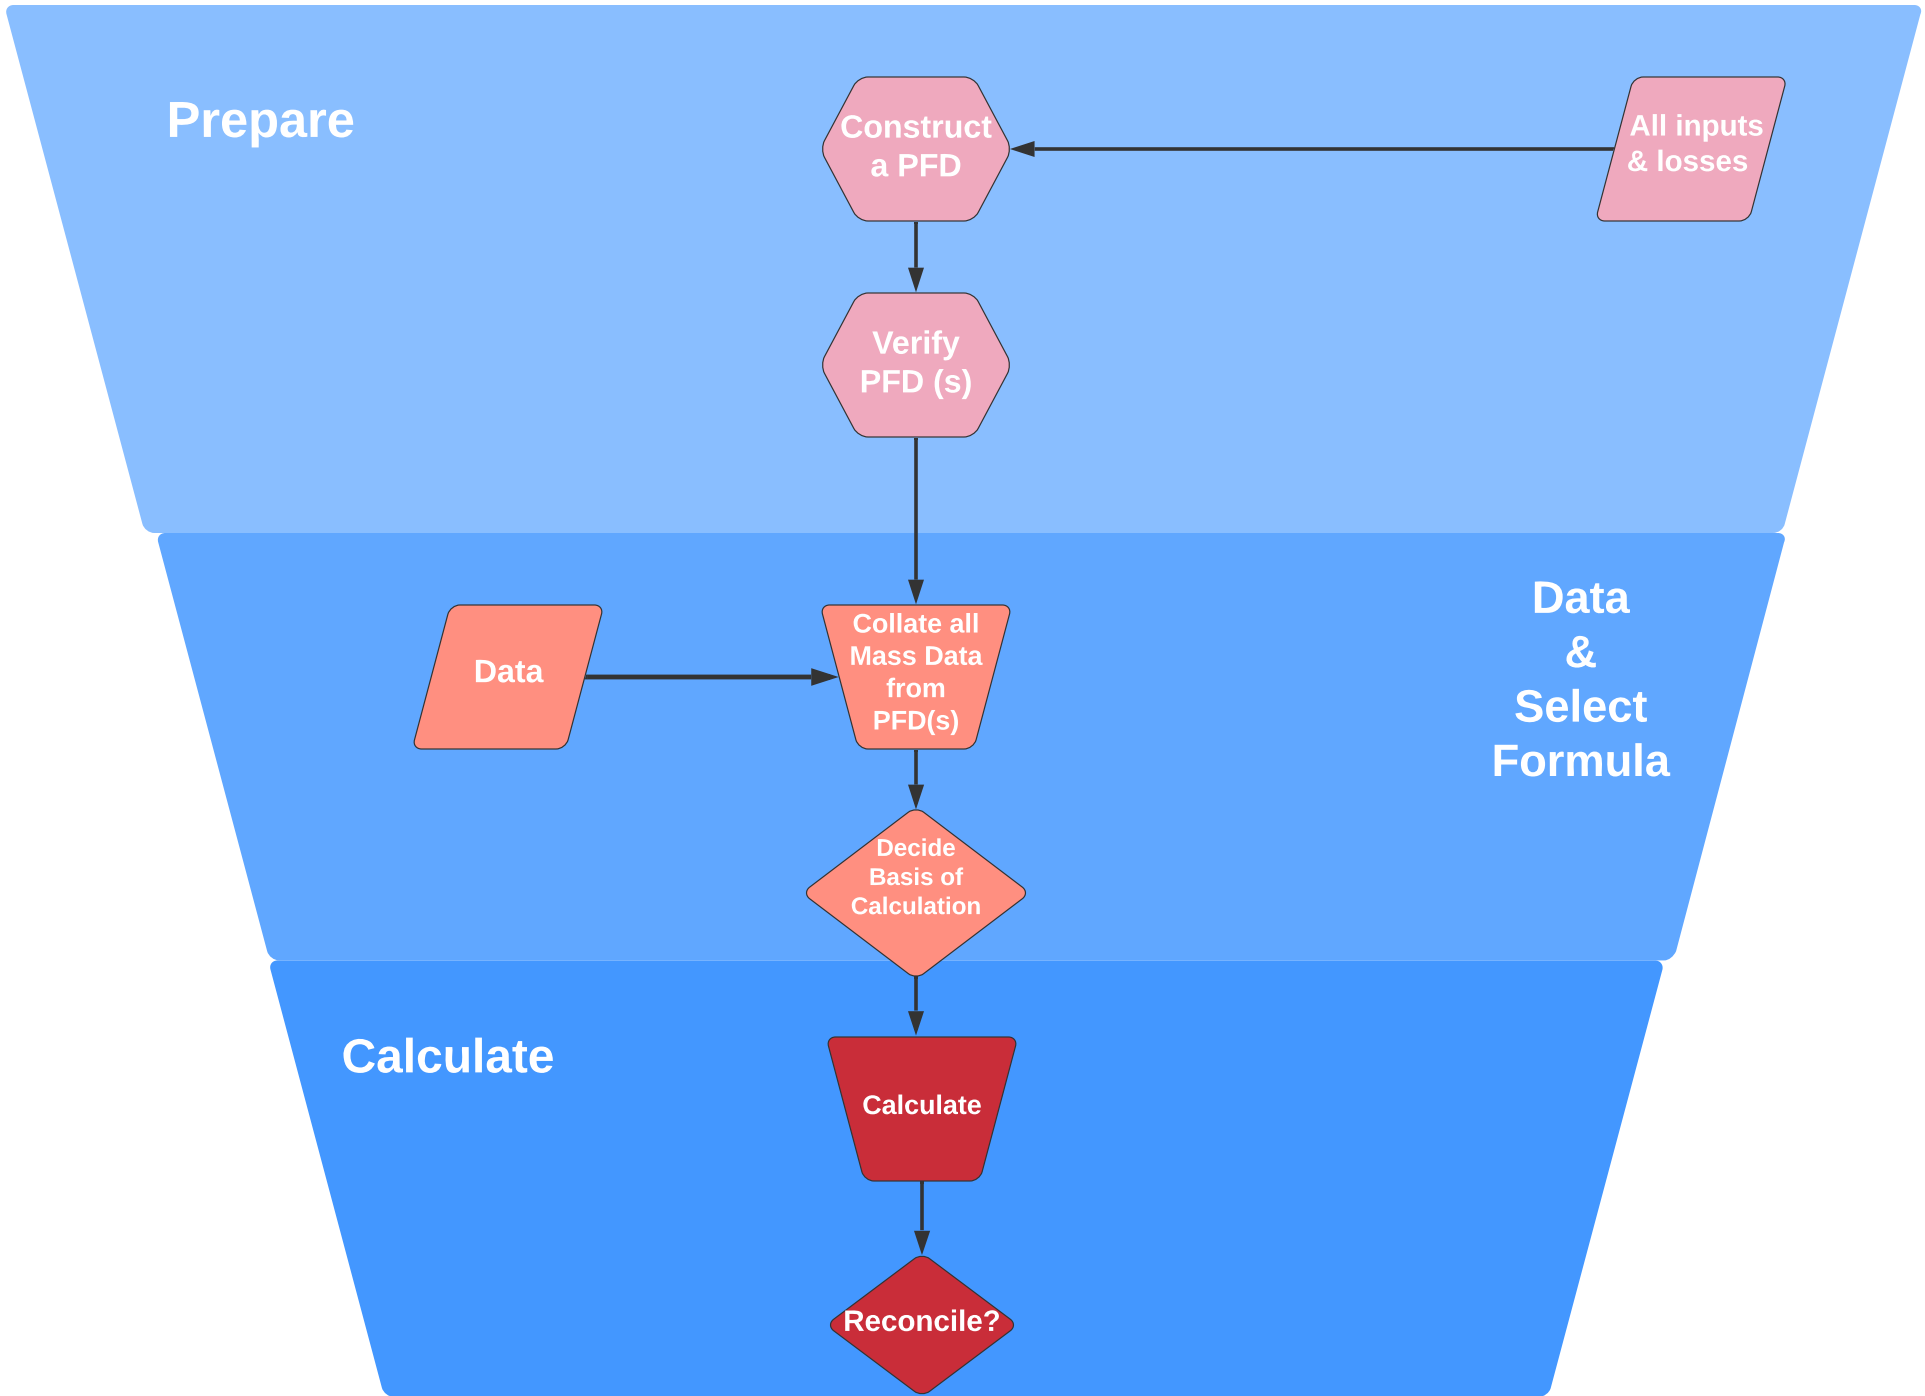 Prepare
Construct
a PFD
All inputs
& losses
Verify
PFD (s)
Data
Collate all
Mass Data
from
PFD(s)
Data
&
Select
Formula
Decide
Basis of
Calculation
Calculate
Calculate
Reconcile?